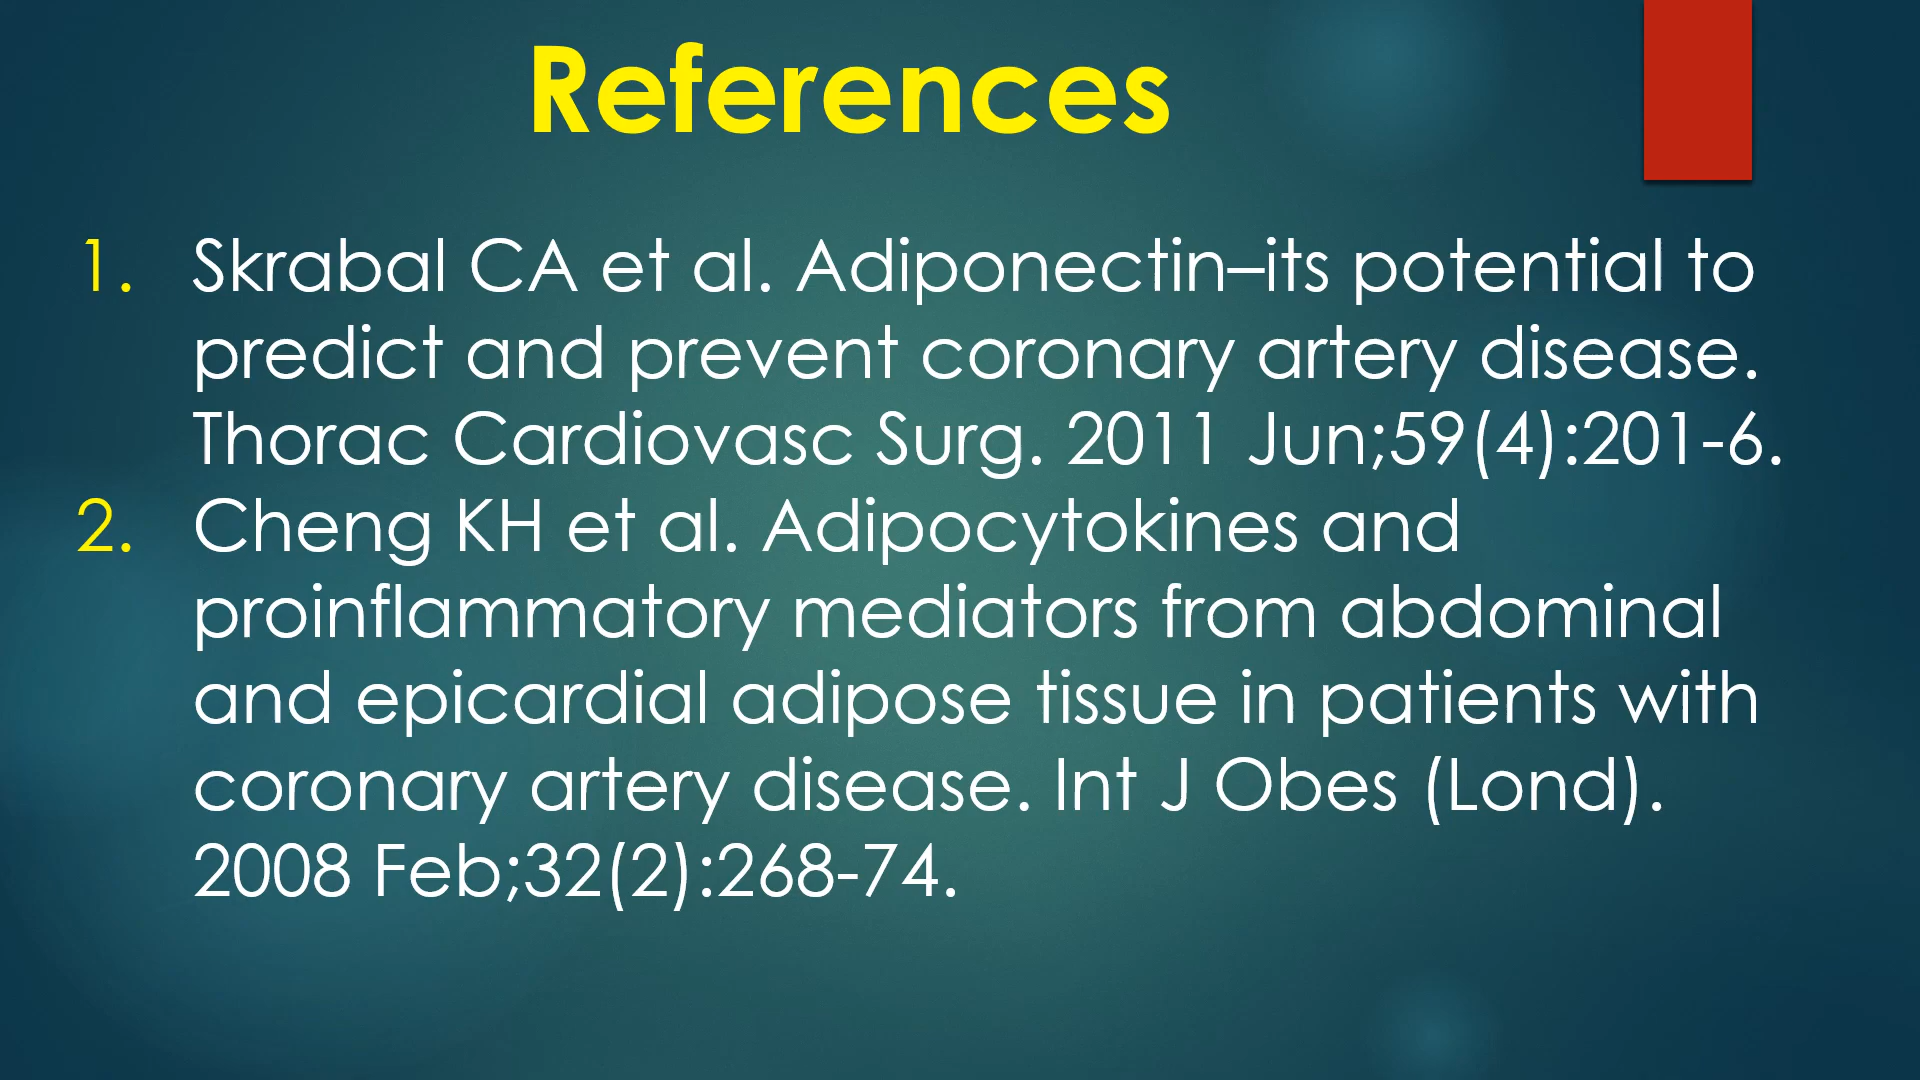 References
1. Skrabal CA et al. Adiponectin–its potential to
predict and prevent coronary artery disease.
Thorac Cardiovasc Surg. 2011 Jun;59(4):201-6.
2. Cheng KH et al. Adipocytokines and
proinflammatory mediators from abdominal
and epicardial adipose tissue in patients with
coronary artery disease. Int J Obes (Lond).
2008 Feb;32(2):268-74.